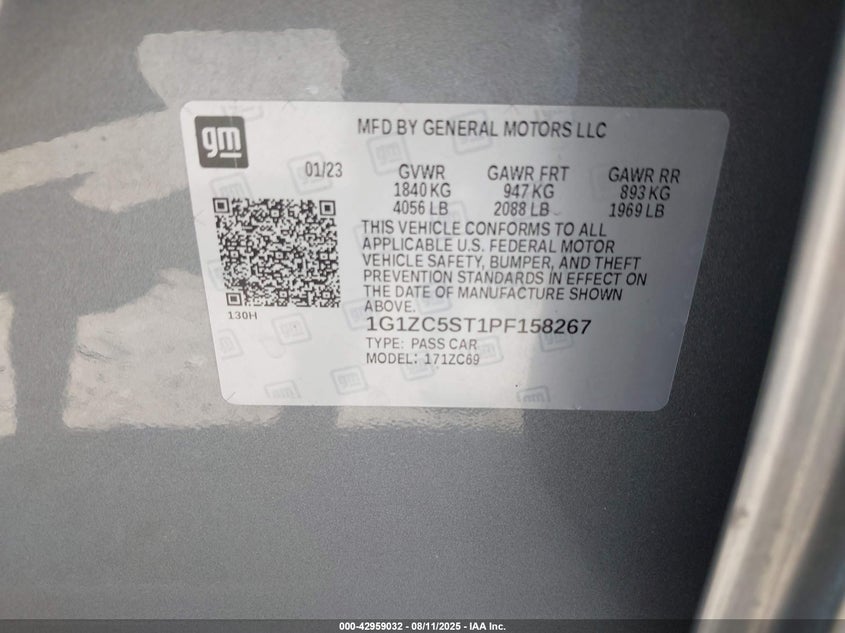 gm
MFD BY GENERAL MOTORS LLC
01/23 GVWR GAWR FRT GAWR RR
1840 KG 947 KG 893 KG
4056 LB 2088 LB 1969 LB
THIS VEHICLE CONFORMS TO ALL
APPLICABLE U.S. FEDERAL MOTOR
VEHICLE SAFETY, BUMPER, AND THEFT
PREVENTION STANDARDS IN EFFECT ON
THE DATE OF MANUFACTURE SHOWN
ABOVE.
130H
1G1ZC5ST1PF158267
TYPE: PASS CAR
MODEL: 171ZC69
000-42959032 - 08/11/2025 - IAA Inc.